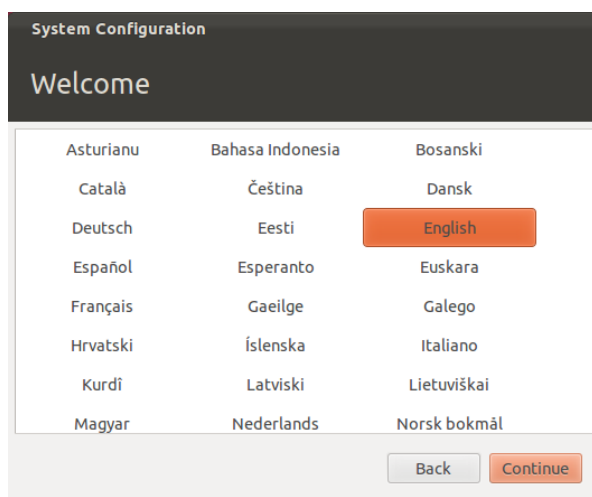 System Configuration
Welcome
Asturianu Bahasa Indonesia Bosanski
Català Čeština Dansk
Deutsch Eesti English
Español Esperanto Euskara
Français Gaeilge Galego
Hrvatski Íslenska Italiano
Kurdî Latviski Lietuviškai
Magyar Nederlands Norsk bokmål
Back Continue